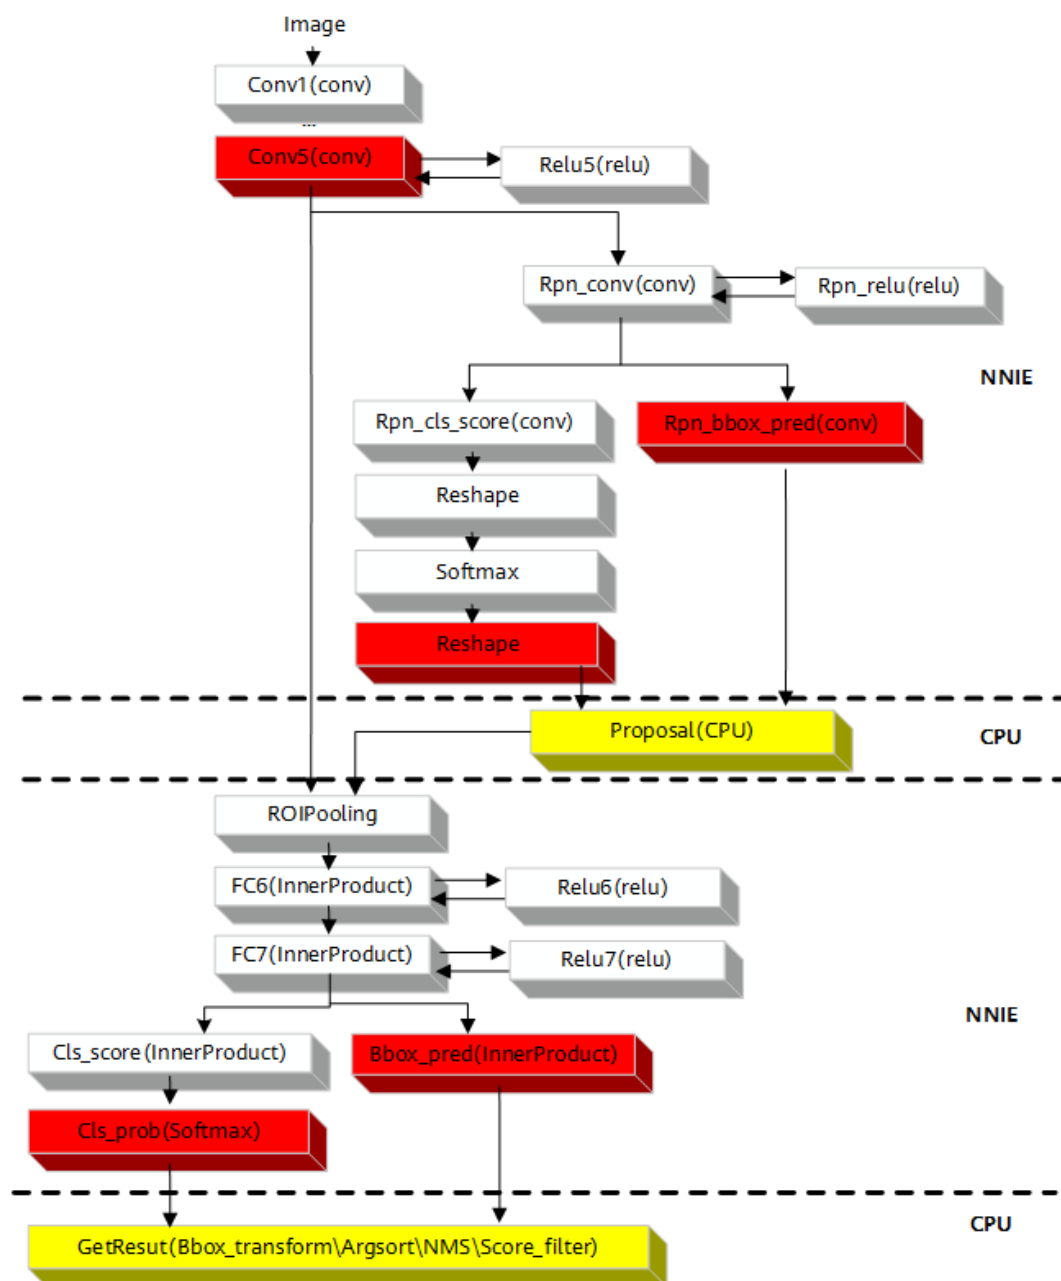 Image
Conv1(conv)
...
Conv5(conv)
Relu5(relu)
Rpn_conv(conv)
Rpn_relu(relu)
NNIE
Rpn_cls_score(conv)
Rpn_bbox_pred(conv)
Reshape
Softmax
Reshape
Proposal(CPU)
CPU
ROIPooling
FC6(InnerProduct)
Relu6(relu)
FC7(InnerProduct)
Relu7(relu)
NNIE
Cls_score(InnerProduct)
Bbox_pred(InnerProduct)
Cls_prob(Softmax)
CPU
GetResut(Bbox_transform\Argsort\NMS\Score_filter)